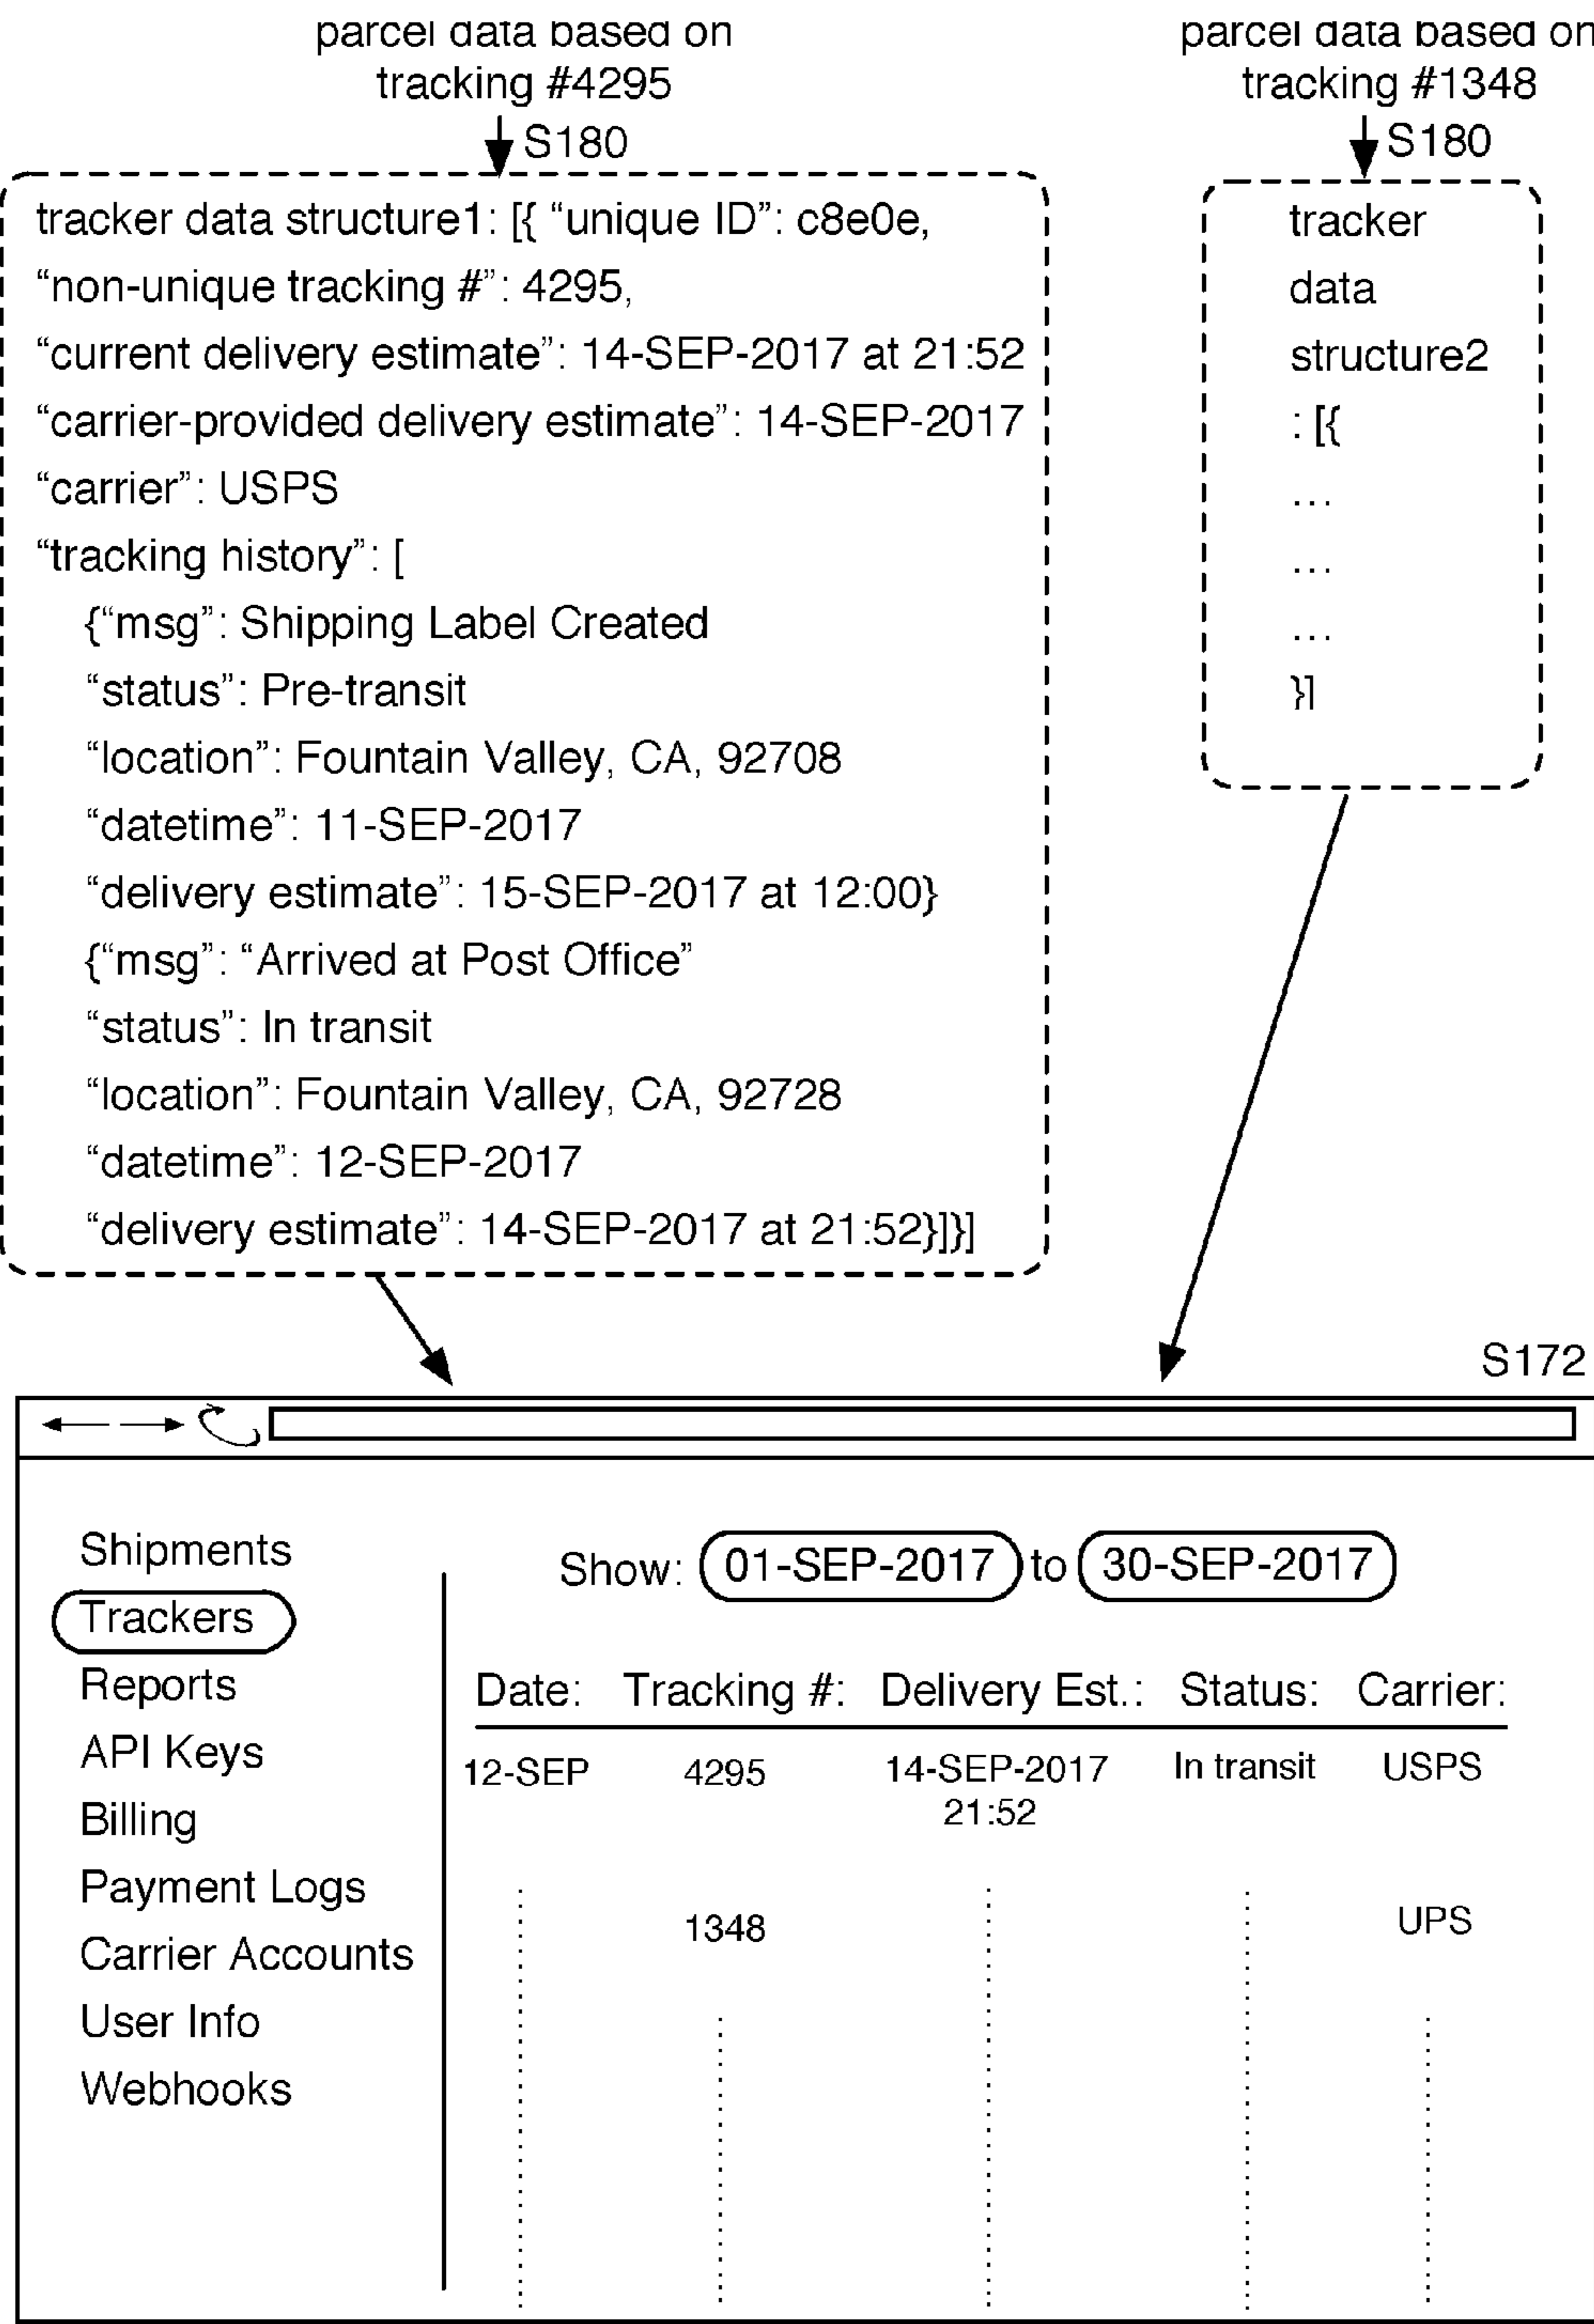 parcel data based on
tracking #4295
S180
tracker data structure1: [{ “unique ID”: c8e0e,
“non-unique tracking #”: 4295,
“current delivery estimate”: 14-SEP-2017 at 21:52
“carrier-provided delivery estimate”: 14-SEP-2017
“carrier”: USPS
“tracking history”: [
{“msg”: Shipping Label Created
“status”: Pre-transit
“location”: Fountain Valley, CA, 92708
“datetime”: 11-SEP-2017
“delivery estimate”: 15-SEP-2017 at 12:00}
{“msg”: “Arrived at Post Office”
“status”: In transit
“location”: Fountain Valley, CA, 92728
“datetime”: 12-SEP-2017
“delivery estimate”: 14-SEP-2017 at 21:52}]}]
parcel data based on
tracking #1348
S180
tracker
data
structure2
: [{
...
...
...
}]
S172
Shipments
Trackers
Reports
API Keys
Billing
Payment Logs
Carrier Accounts
User Info
Webhooks
Show: 01-SEP-2017 to 30-SEP-2017
Date: Tracking #: Delivery Est.: Status: Carrier:
12-SEP 4295 14-SEP-2017 In transit USPS
21:52
1348 UPS